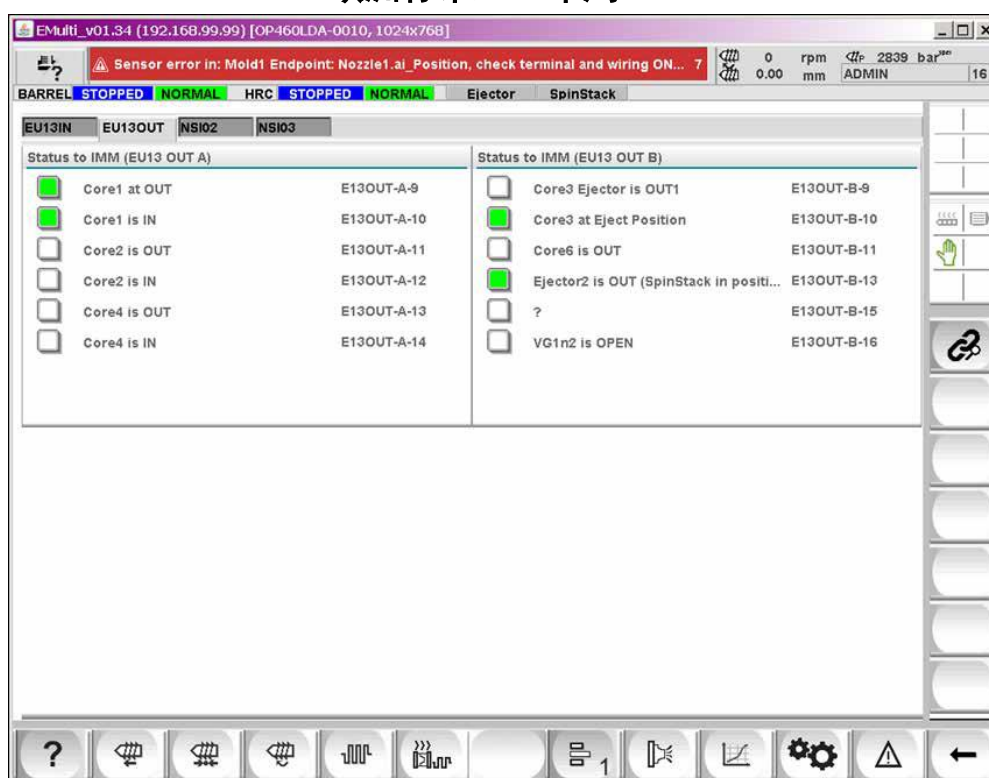 EMulti_v01.34 (192.168.99.99) [OP460LDA-0010, 1024x768]
Sensor error in: Mold1 Endpoint: Nozzle1.ai_Position, check terminal and wiring ON... 7
0 rpm 2839 bar
0.00 mm ADMIN 16
BARREL STOPPED NORMAL HRC STOPPED NORMAL Ejector SpinStack
EU13IN EU13OUT NSI02 NSI03
Status to IMM (EU13 OUT A)
Core1 at OUT E13OUT-A-9
Core1 is IN E13OUT-A-10
Core2 is OUT E13OUT-A-11
Core2 is IN E13OUT-A-12
Core4 is OUT E13OUT-A-13
Core4 is IN E13OUT-A-14
Status to IMM (EU13 OUT B)
Core3 Ejector is OUT1 E13OUT-B-9
Core3 at Eject Position E13OUT-B-10
Core6 is OUT E13OUT-B-11
Ejector2 is OUT (SpinStack in positi... E13OUT-B-13
? E13OUT-B-15
VG1n2 is OPEN E13OUT-B-16
? 1